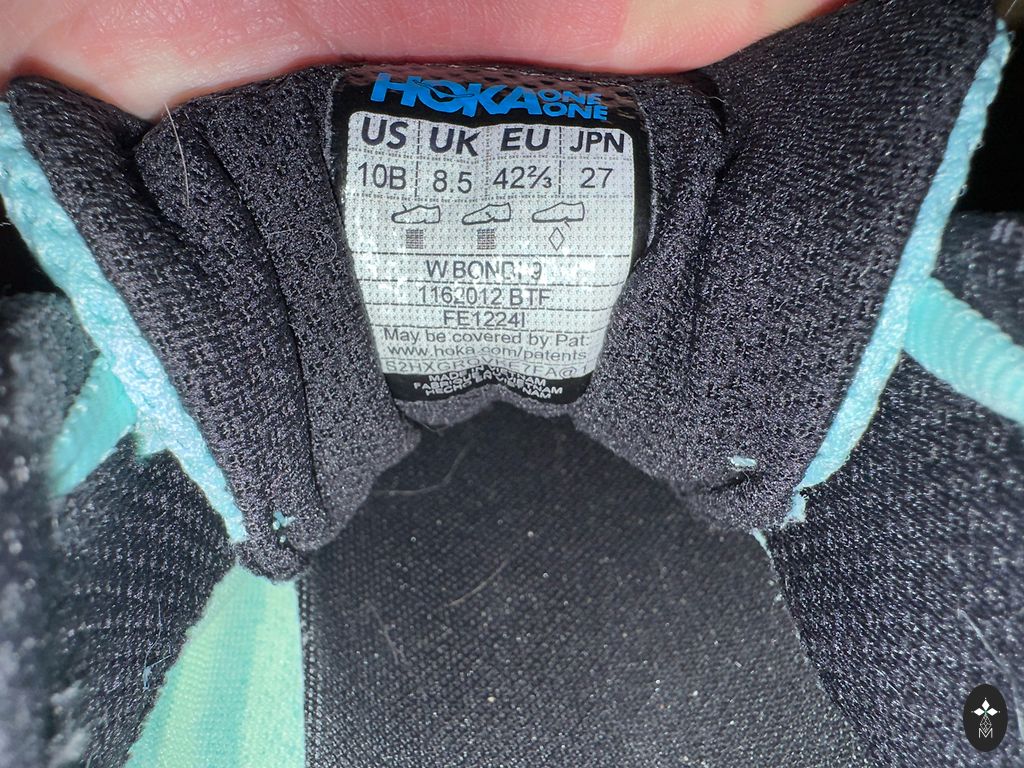 HOKA ONE ONE
US UK EU JPN
10B 8.5 42⅔ 27
W BONDI 9
1162012 BTF
FE1224I
May be covered by Pat.
www.hoka.com/patents
M